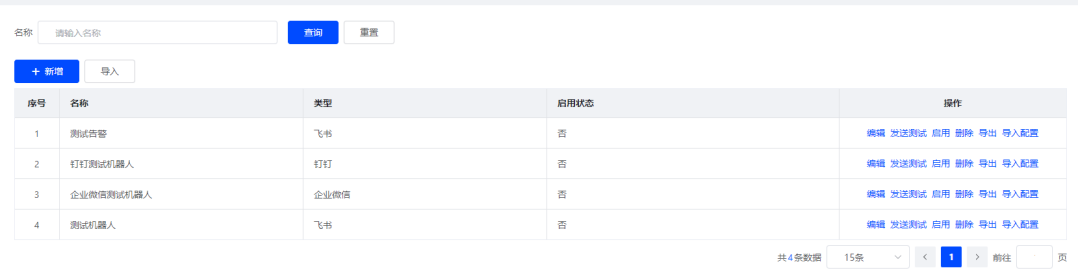 名称 请输入名称 查询 重置
+ 新增 导入
序号 名称 类型 启用状态 操作
1 测试告警 飞书 否 编辑 发送测试 启用 删除 导出 导入配置
2 钉钉测试机器人 钉钉 否 编辑 发送测试 启用 删除 导出 导入配置
3 企业微信测试机器人 企业微信 否 编辑 发送测试 启用 删除 导出 导入配置
4 测试机器人 飞书 否 编辑 发送测试 启用 删除 导出 导入配置
共4条数据 15条 < 1 > 前往 页